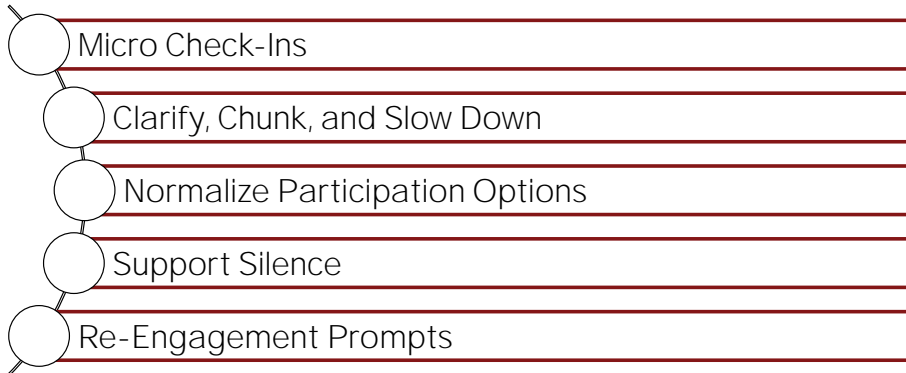 Micro Check-Ins
Clarify, Chunk, and Slow Down
Normalize Participation Options
Support Silence
Re-Engagement Prompts